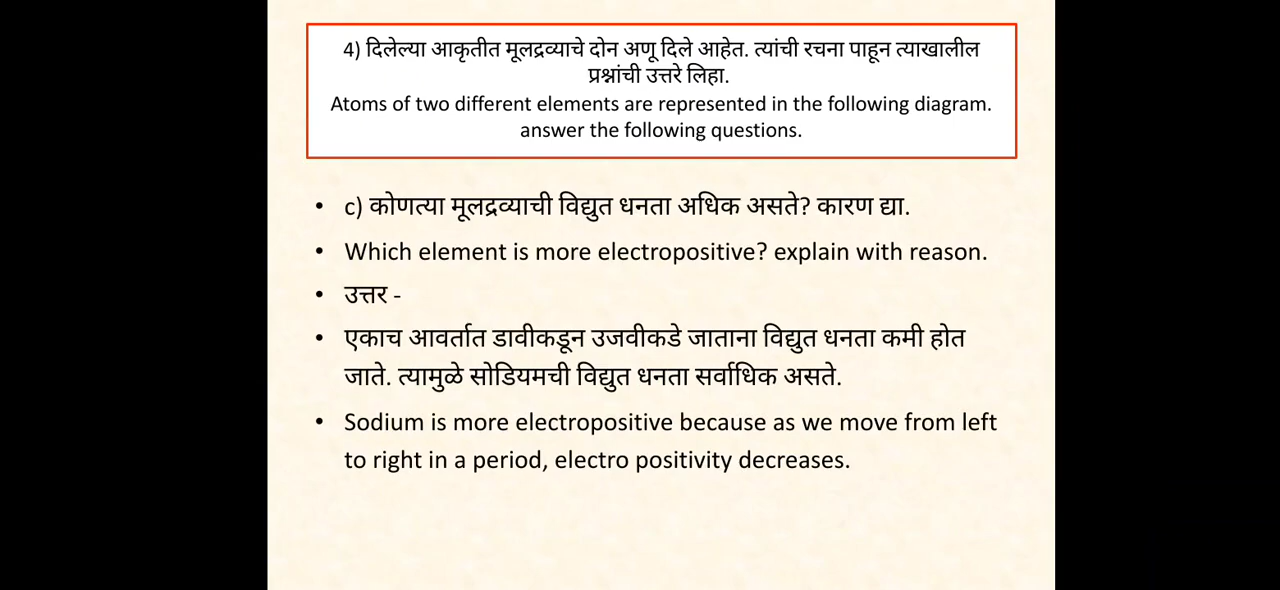 4) दिलेल्या आकृतीत मूलद्रव्याचे दोन अणू दिले आहेत. त्यांची रचना पाहून त्याखालील
प्रश्नांची उत्तरे लिहा.
Atoms of two different elements are represented in the following diagram.
answer the following questions.
• c) कोणत्या मूलद्रव्याची विद्युत धनता अधिक असते? कारण द्या.
• Which element is more electropositive? explain with reason.
• उत्तर -
• एकाच आवर्तात डावीकडून उजवीकडे जाताना विद्युत धनता कमी होत
जाते. त्यामुळे सोडियमची विद्युत धनता सर्वाधिक असते.
• Sodium is more electropositive because as we move from left
to right in a period, electro positivity decreases.